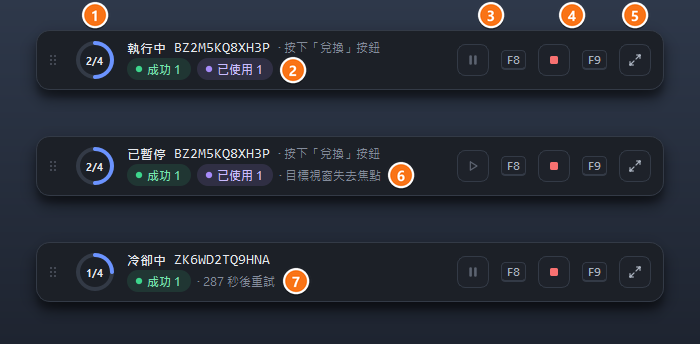 1 3 4 5
2/4 執行中 BZ2M5KQ8XH3P · 按下「兌換」按鈕 F8 F9
成功 1 已使用 1 2
2/4 已暫停 BZ2M5KQ8XH3P · 按下「兌換」按鈕 F8 F9
成功 1 已使用 1 · 目標視窗失去焦點 6
1/4 冷卻中 ZK6WD2TQ9HNA F8 F9
成功 1 · 287 秒後重試 7